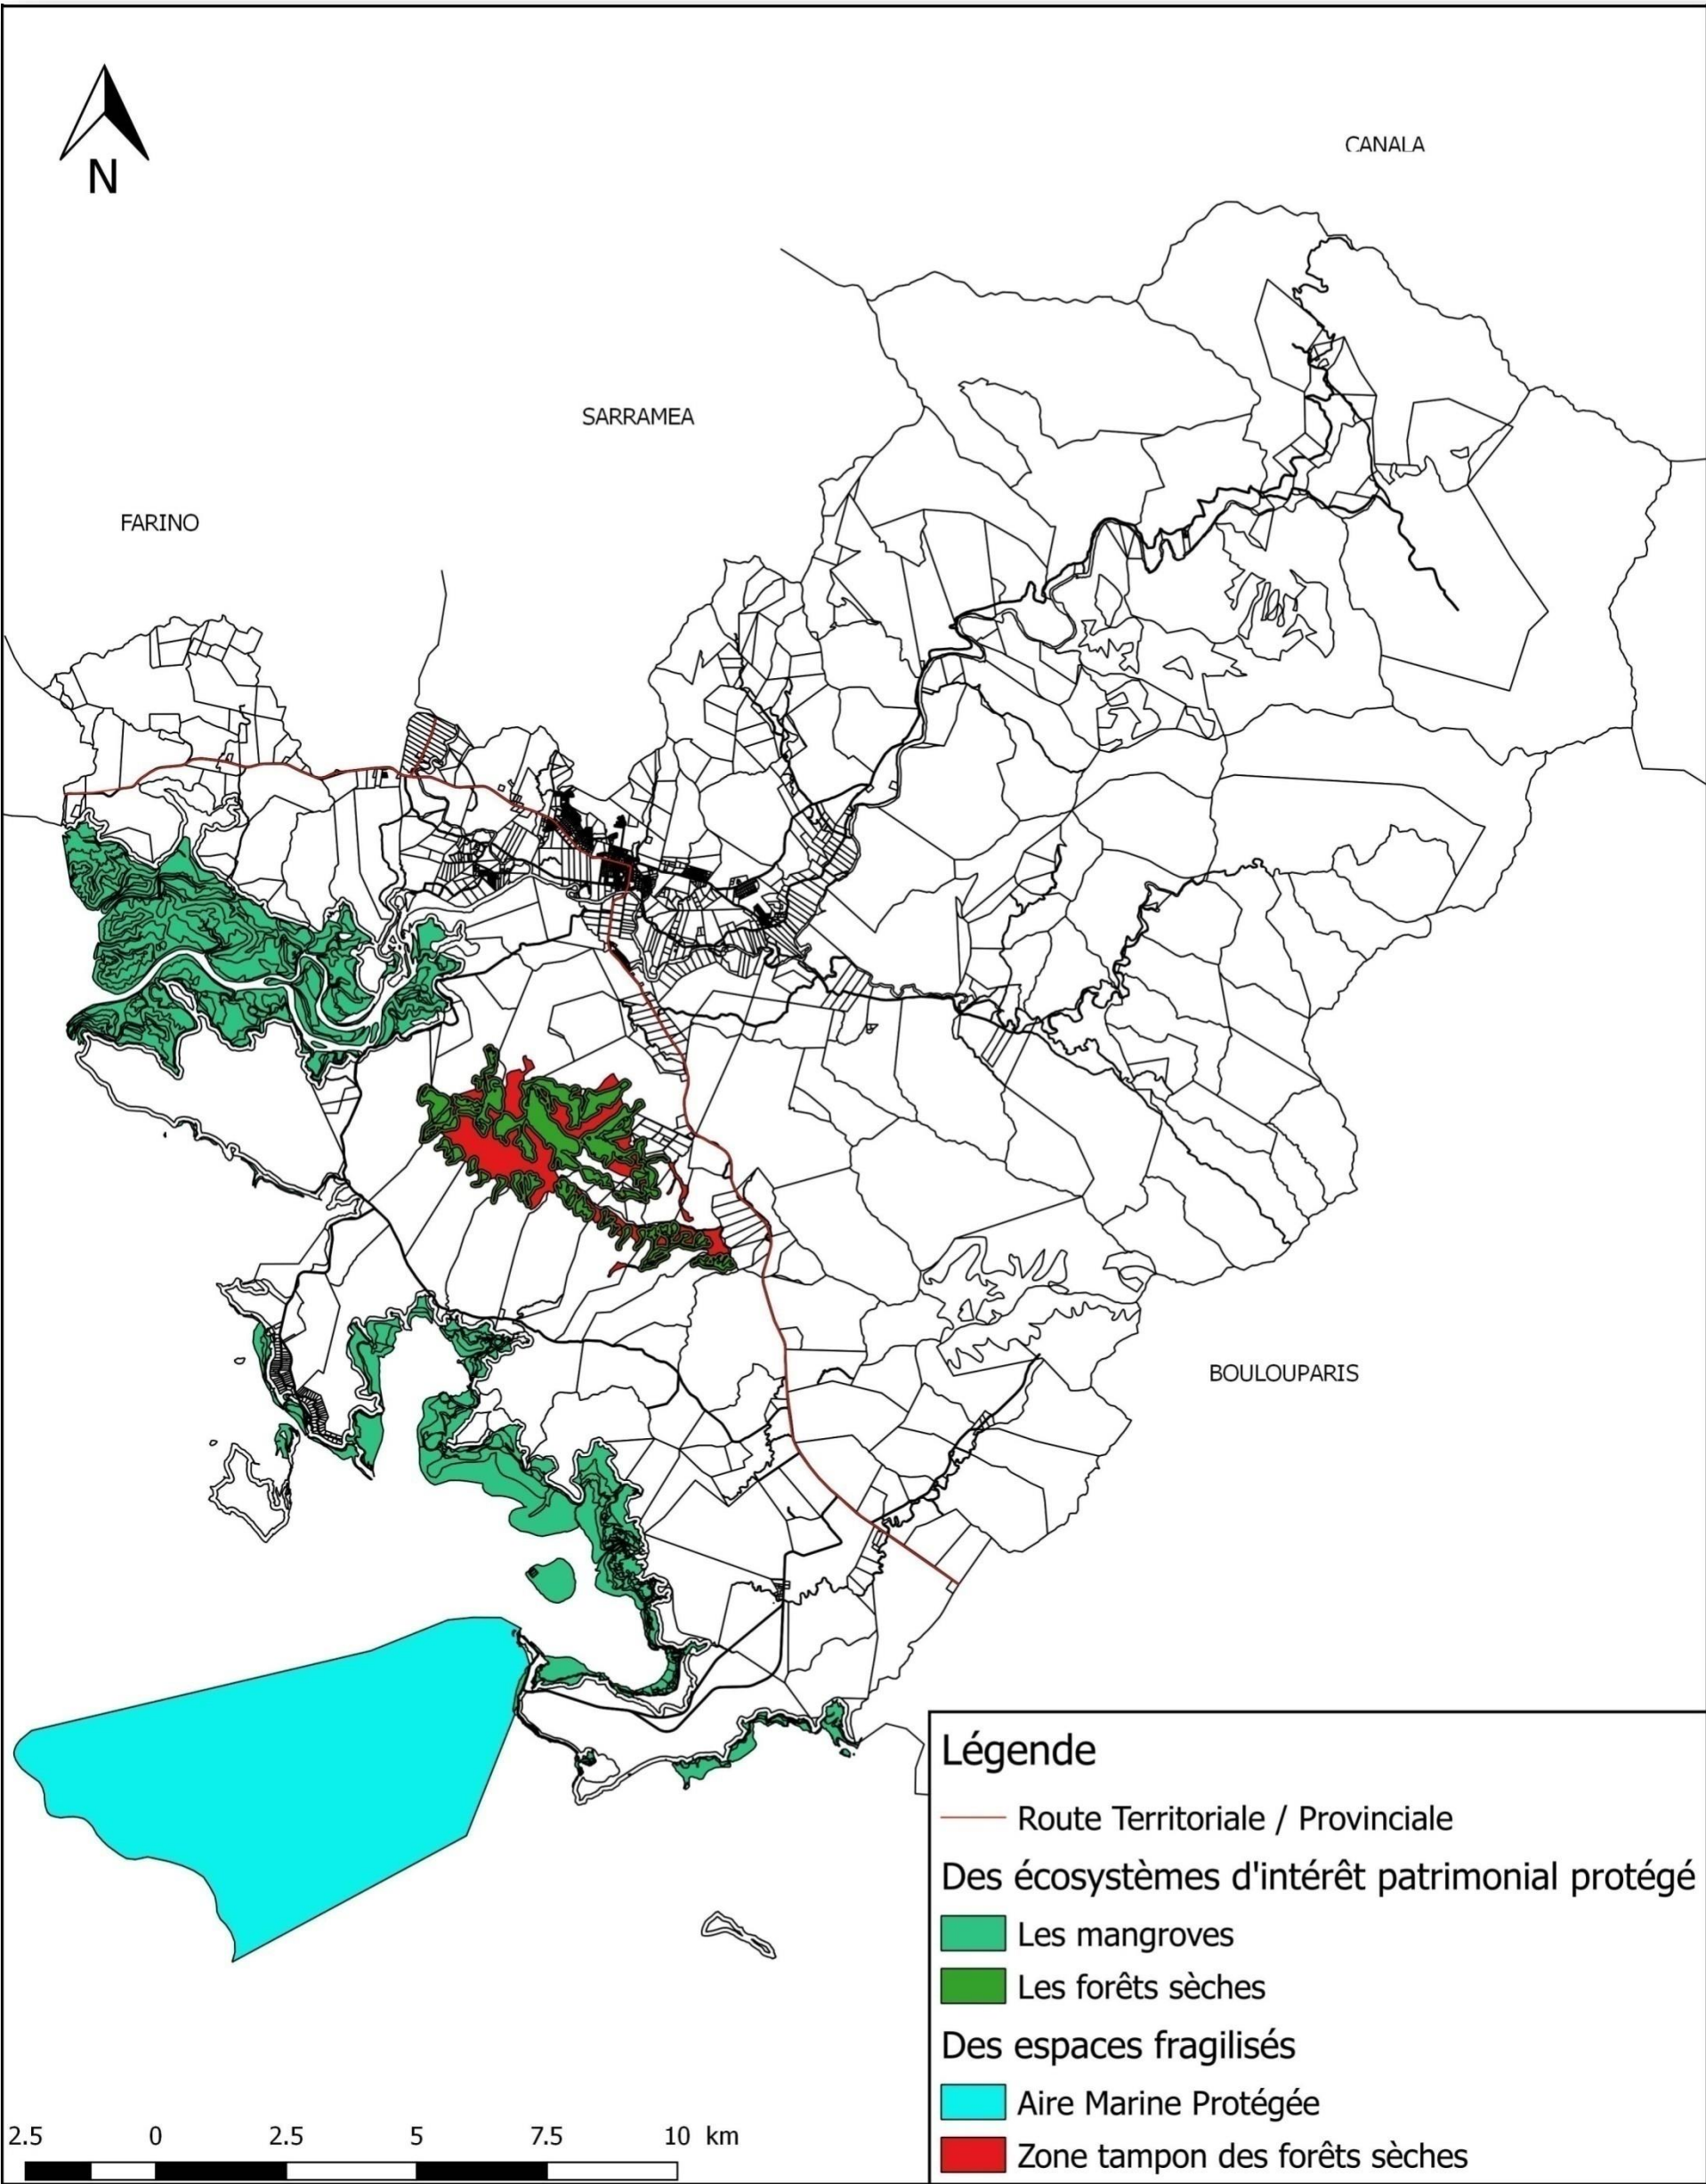 N
CANALA
SARRAMEA
FARINO
BOULOUPARIS
Légende
Route Territoriale / Provinciale
Des écosystèmes d'intérêt patrimonial protégé
Les mangroves
Les forêts sèches
Des espaces fragilisés
Aire Marine Protégée
Zone tampon des forêts sèches
2.5 0 2.5 5 7.5 10 km